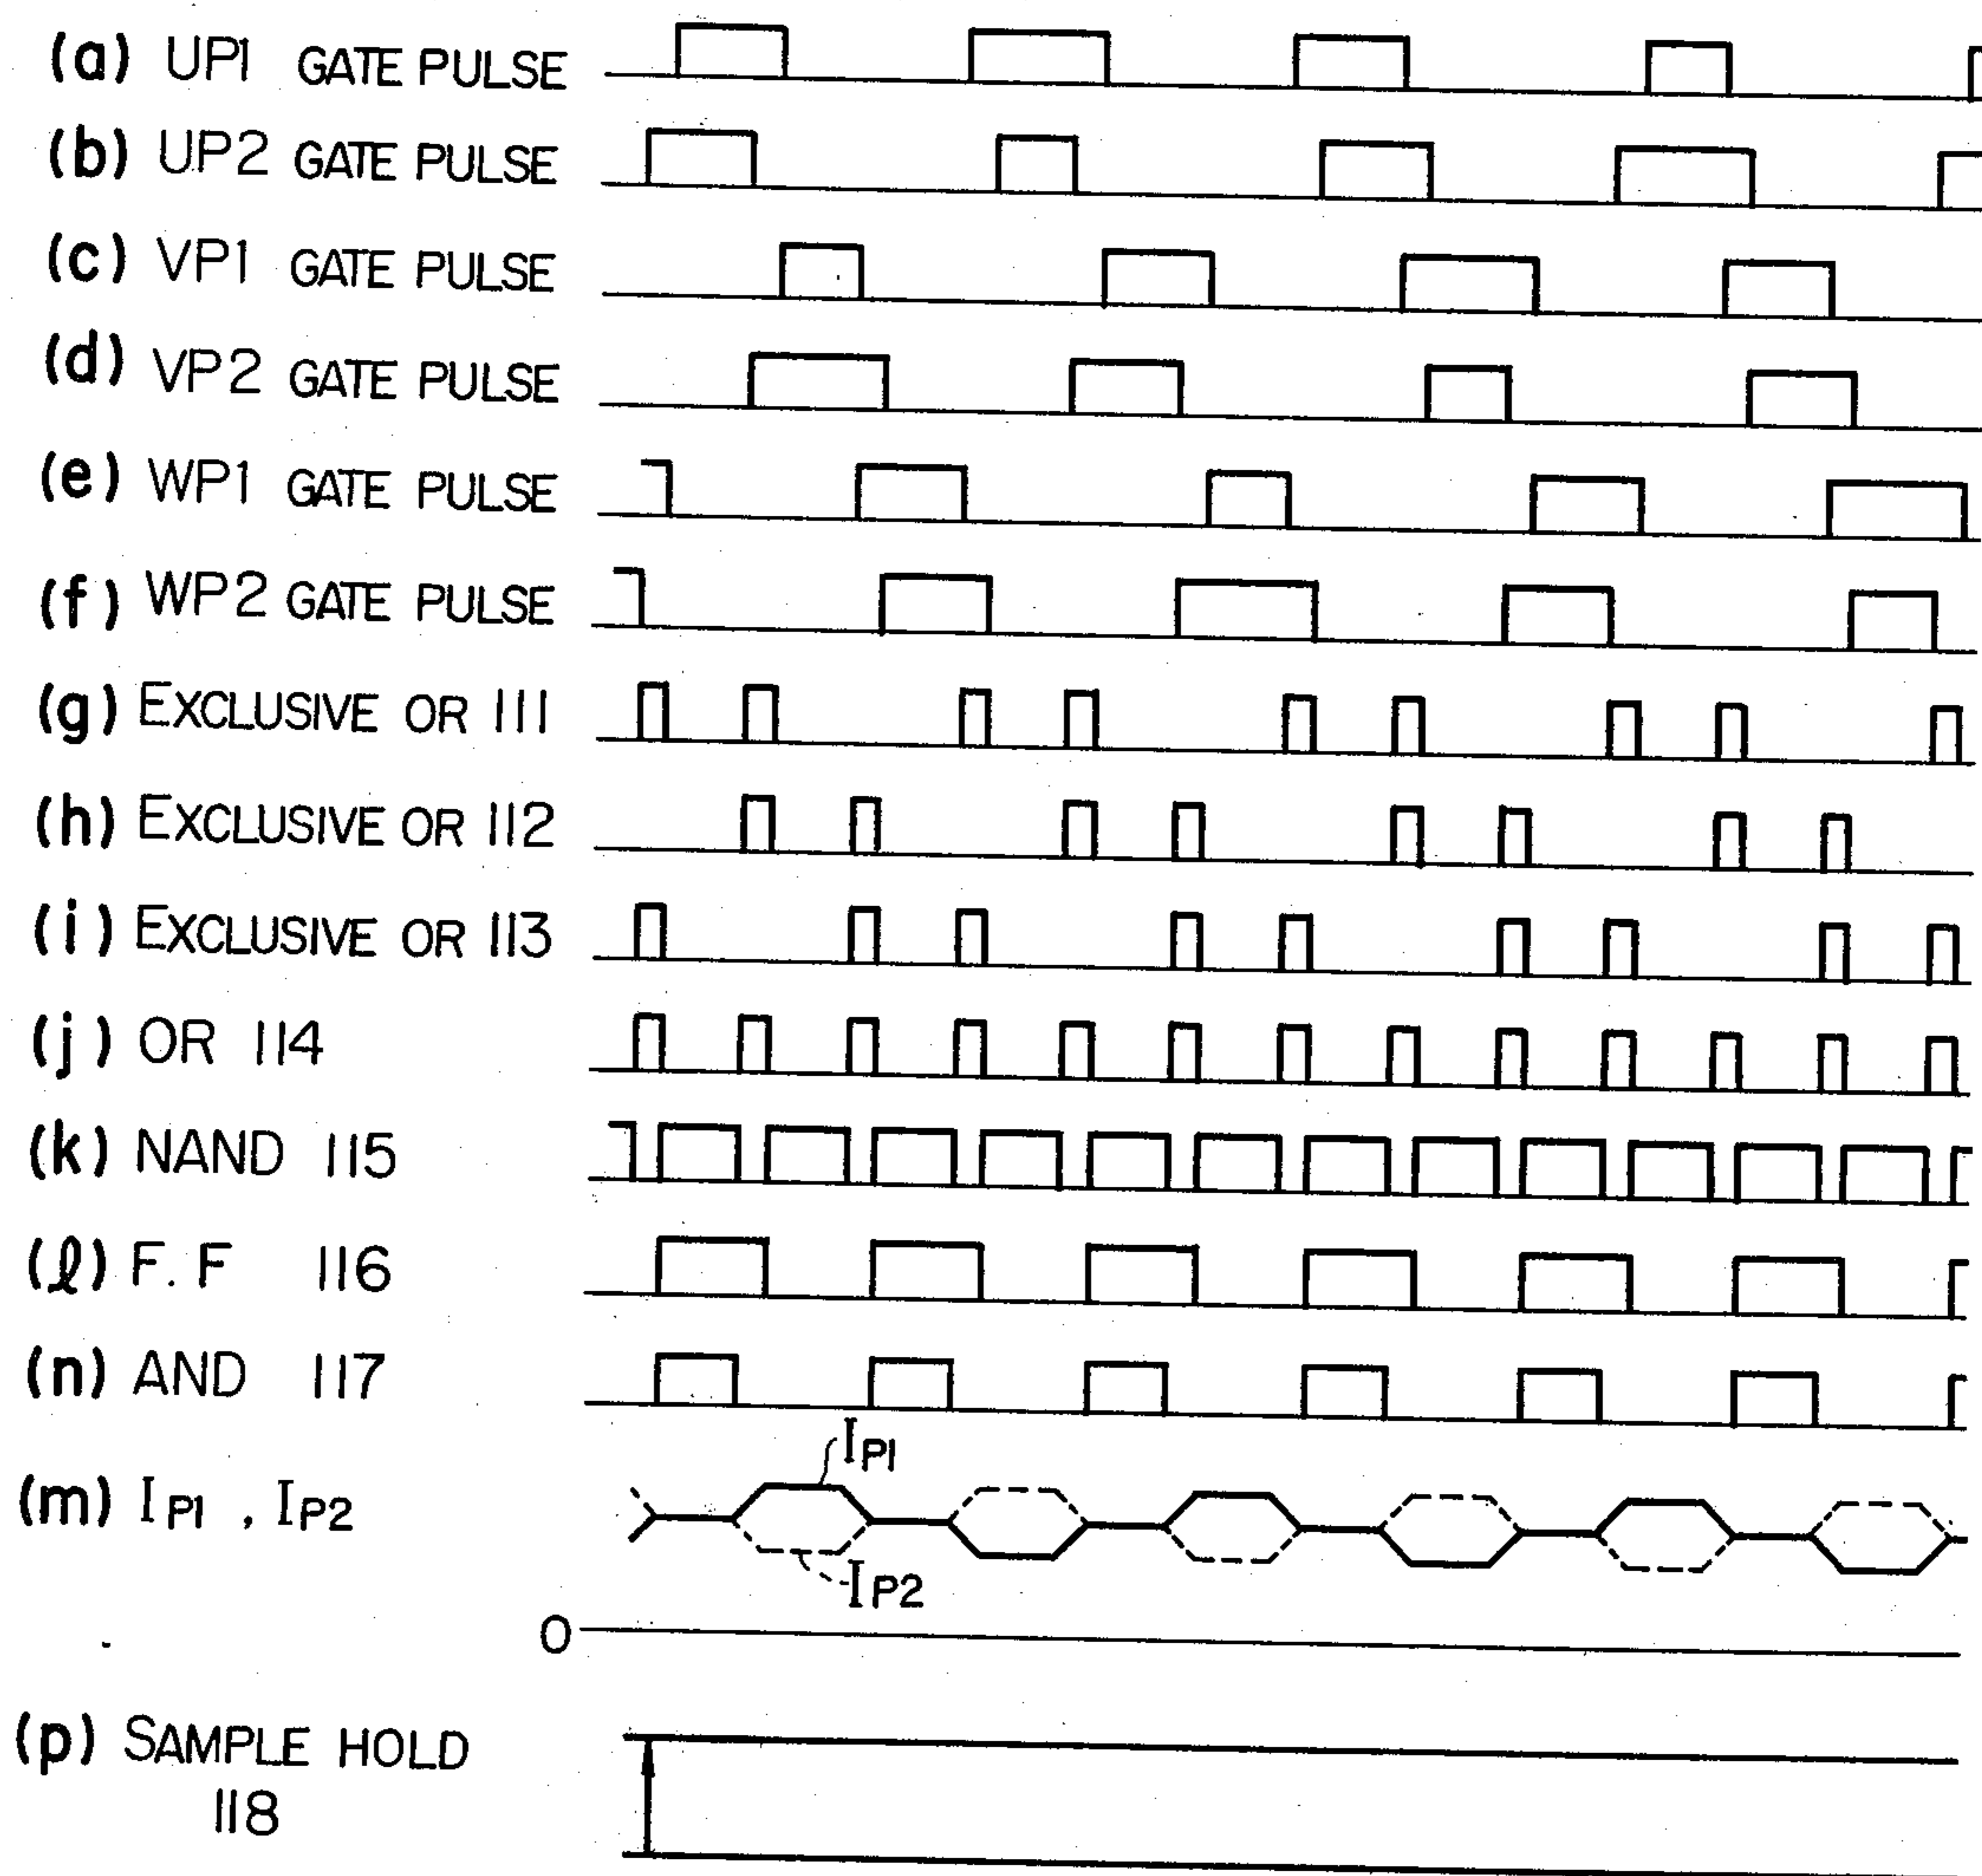 (a) UP1 GATE PULSE
(b) UP2 GATE PULSE
(c) VP1 GATE PULSE
(d) VP2 GATE PULSE
(e) WP1 GATE PULSE
(f) WP2 GATE PULSE
(g) EXCLUSIVE OR 111
(h) EXCLUSIVE OR 112
(i) EXCLUSIVE OR 113
(j) OR 114
(k) NAND 115
(ℓ) F.F 116
(n) AND 117
IP1
(m) IP1 , IP2
IP2
0
(p) SAMPLE HOLD
118